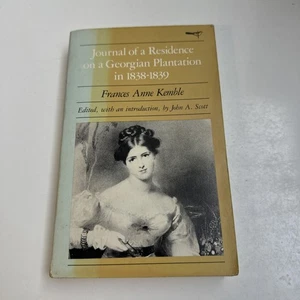 Journal of a Residence
on a Georgian Plantation
in 1838-1839
Frances Anne Kemble
Edited, with an introduction, by John A. Scott